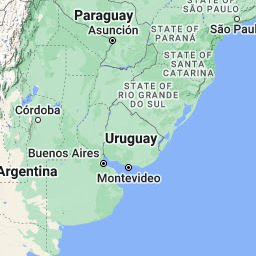 STATE OF
SÃO PAULO
Paraguay
Asunción
STATE OF
PARANÁ
São Paulo
STATE OF
SANTA
CATARINA
STATE OF
RIO GRANDE
DO SUL
Córdoba
Uruguay
Buenos Aires
Argentina
Montevideo